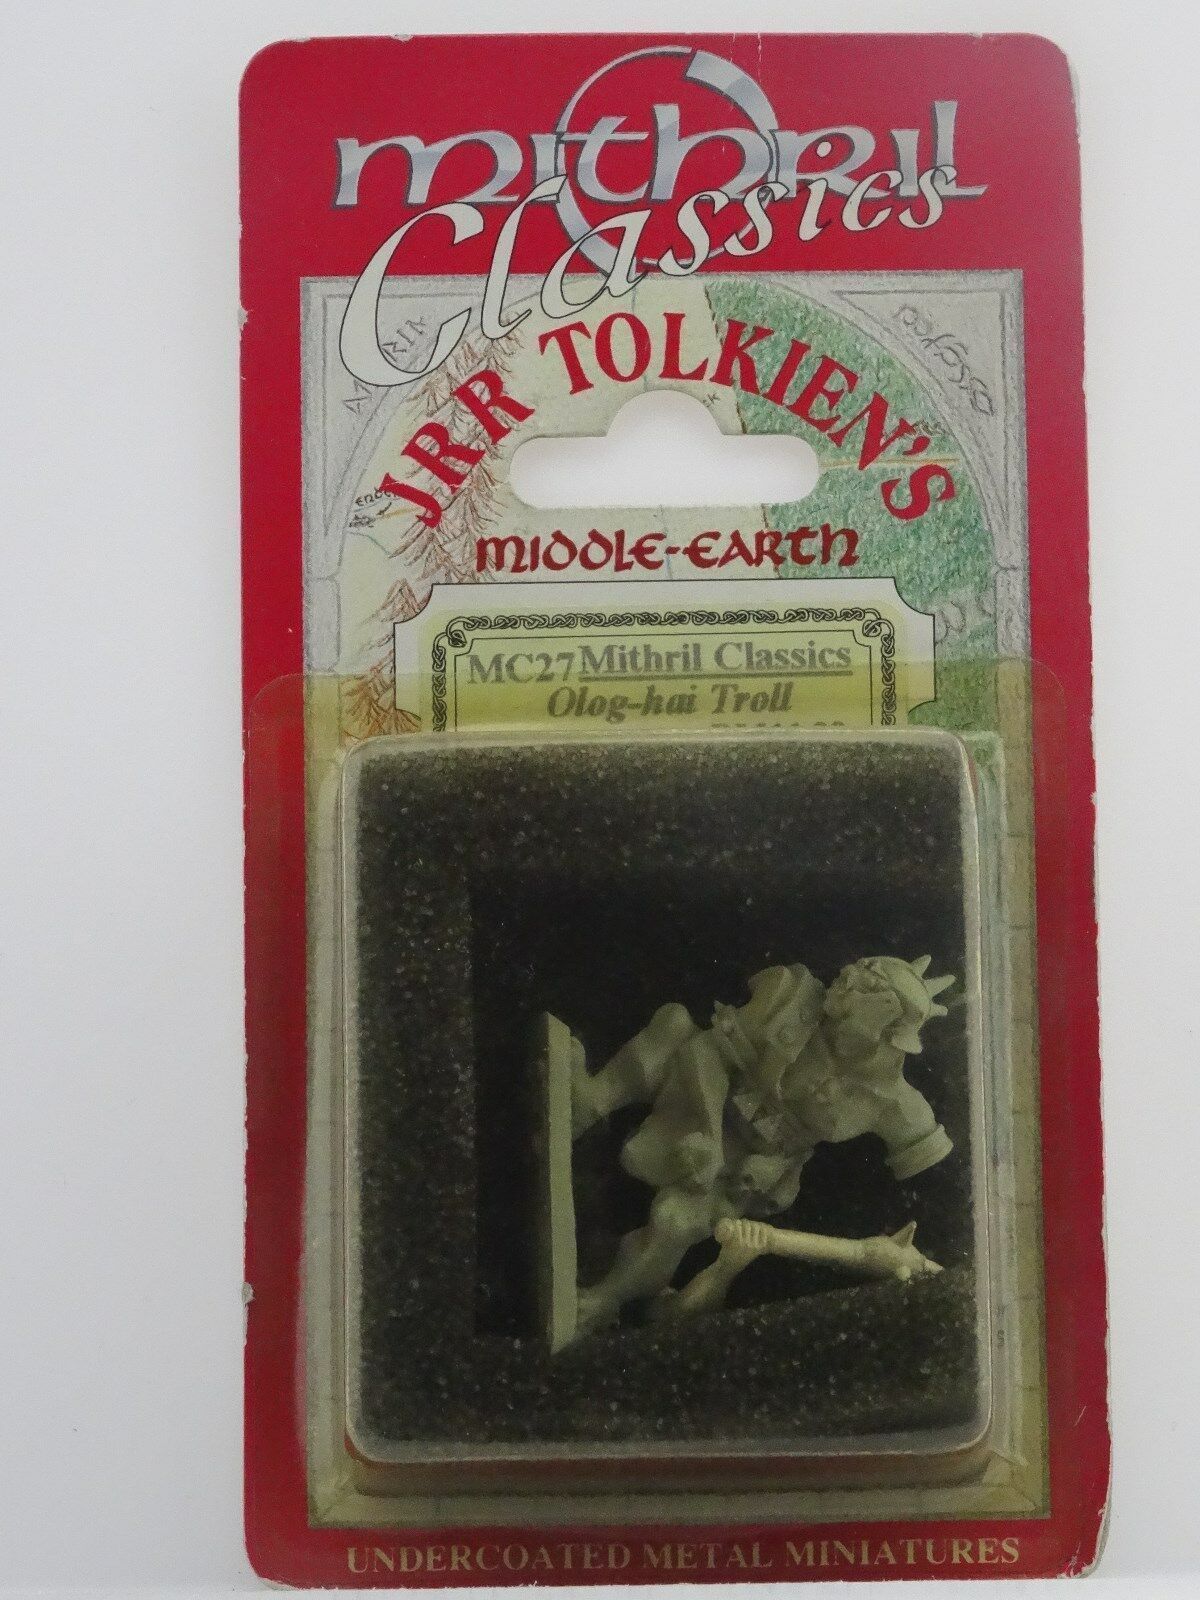 mithril
Classics
JRR TOLKIEN'S
MIDDLE-EARTH
MC27 Mithril Classics
Olog-hai Troll
UNDERCOATED METAL MINIATURES